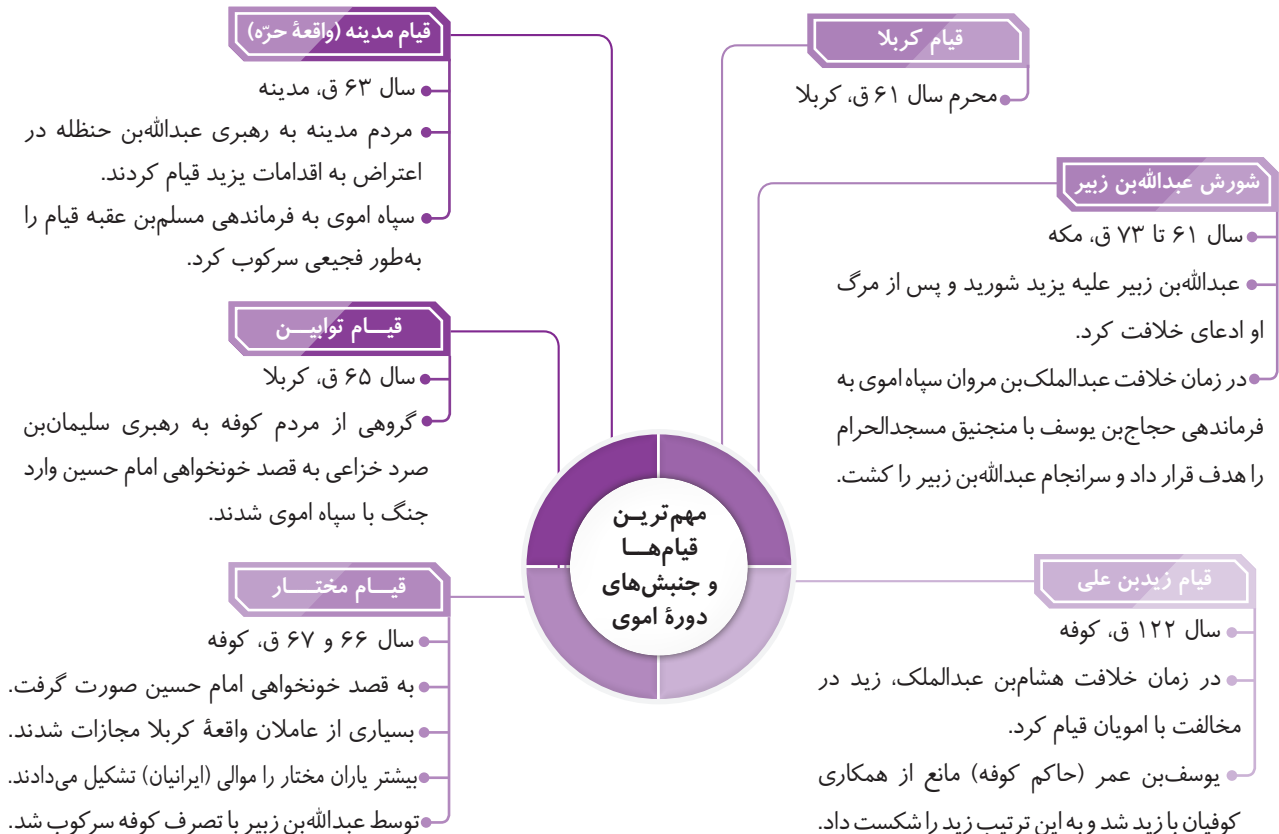 قیام کربلا
محرم سال ۶۱ ق، کربلا
شورش عبدالله‌بن زبیر
سال ۶۱ تا ۷۳ ق، مکه
عبدالله‌بن زبیر علیه یزید شورید و پس از مرگ
او ادعای خلافت کرد.
در زمان خلافت عبدالملک‌بن مروان سپاه اموی به
فرماندهی حجاج‌بن یوسف با منجنیق مسجدالحرام
را هدف قرار داد و سرانجام عبدالله‌بن زبیر را کشت.
قیام زیدبن علی
سال ۱۲۲ ق، کوفه
در زمان خلافت هشام‌بن عبدالملک، زید در
مخالفت با امویان قیام کرد.
یوسف‌بن عمر (حاکم کوفه) مانع از همکاری
کوفیان با زید شد و به این ترتیب زید را شکست داد.
مهم‌ترین
قیام‌ها
و جنبش‌های
دورۀ اموی
قیام مدینه (واقعۀ حرّه)
سال ۶۳ ق، مدینه
مردم مدینه به رهبری عبدالله‌بن حنظله در
اعتراض به اقدامات یزید قیام کردند.
سپاه اموی به فرماندهی مسلم‌بن عقبه قیام را
به‌طور فجیعی سرکوب کرد.
قیام توابین
سال ۶۵ ق، کربلا
گروهی از مردم کوفه به رهبری سلیمان‌بن
صرد خزاعی به قصد خونخواهی امام حسین وارد
جنگ با سپاه اموی شدند.
قیام مختار
سال ۶۶ و ۶۷ ق، کوفه
به قصد خونخواهی امام حسین صورت گرفت.
بسیاری از عاملان واقعۀ کربلا مجازات شدند.
بیشتر یاران مختار را موالی (ایرانیان) تشکیل می‌دادند.
توسط عبدالله‌بن زبیر با تصرف کوفه سرکوب شد.